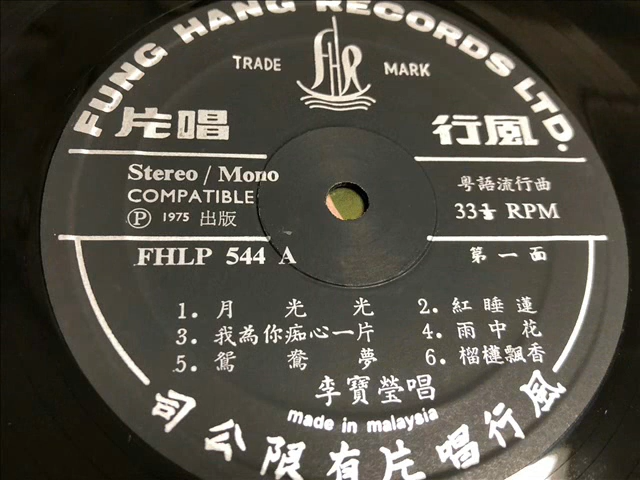 FUNG HANG RECORDS LTD.
TRADE MARK
FHR
片唱 行風
Stereo / Mono
COMPATIBLE
Ⓟ 1975 出版
粵語流行曲
33⅓ RPM
FHLP 544 A
第一面
1. 月光光 2. 紅睡蓮
3. 我為你痴心一片 4. 雨中花
5. 鴛鴦夢 6. 榴槤飄香
李寶瑩唱
made in malaysia
司公限有片唱行風